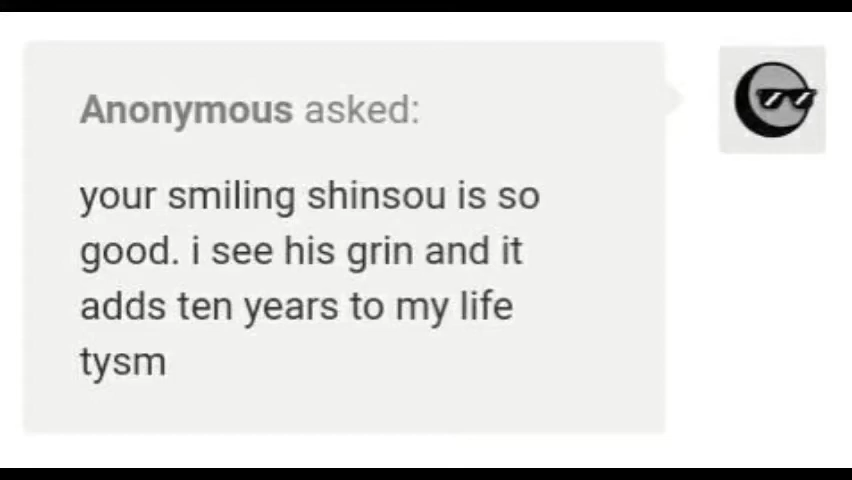 Anonymous asked:
your smiling shinsou is so
good. i see his grin and it
adds ten years to my life
tysm